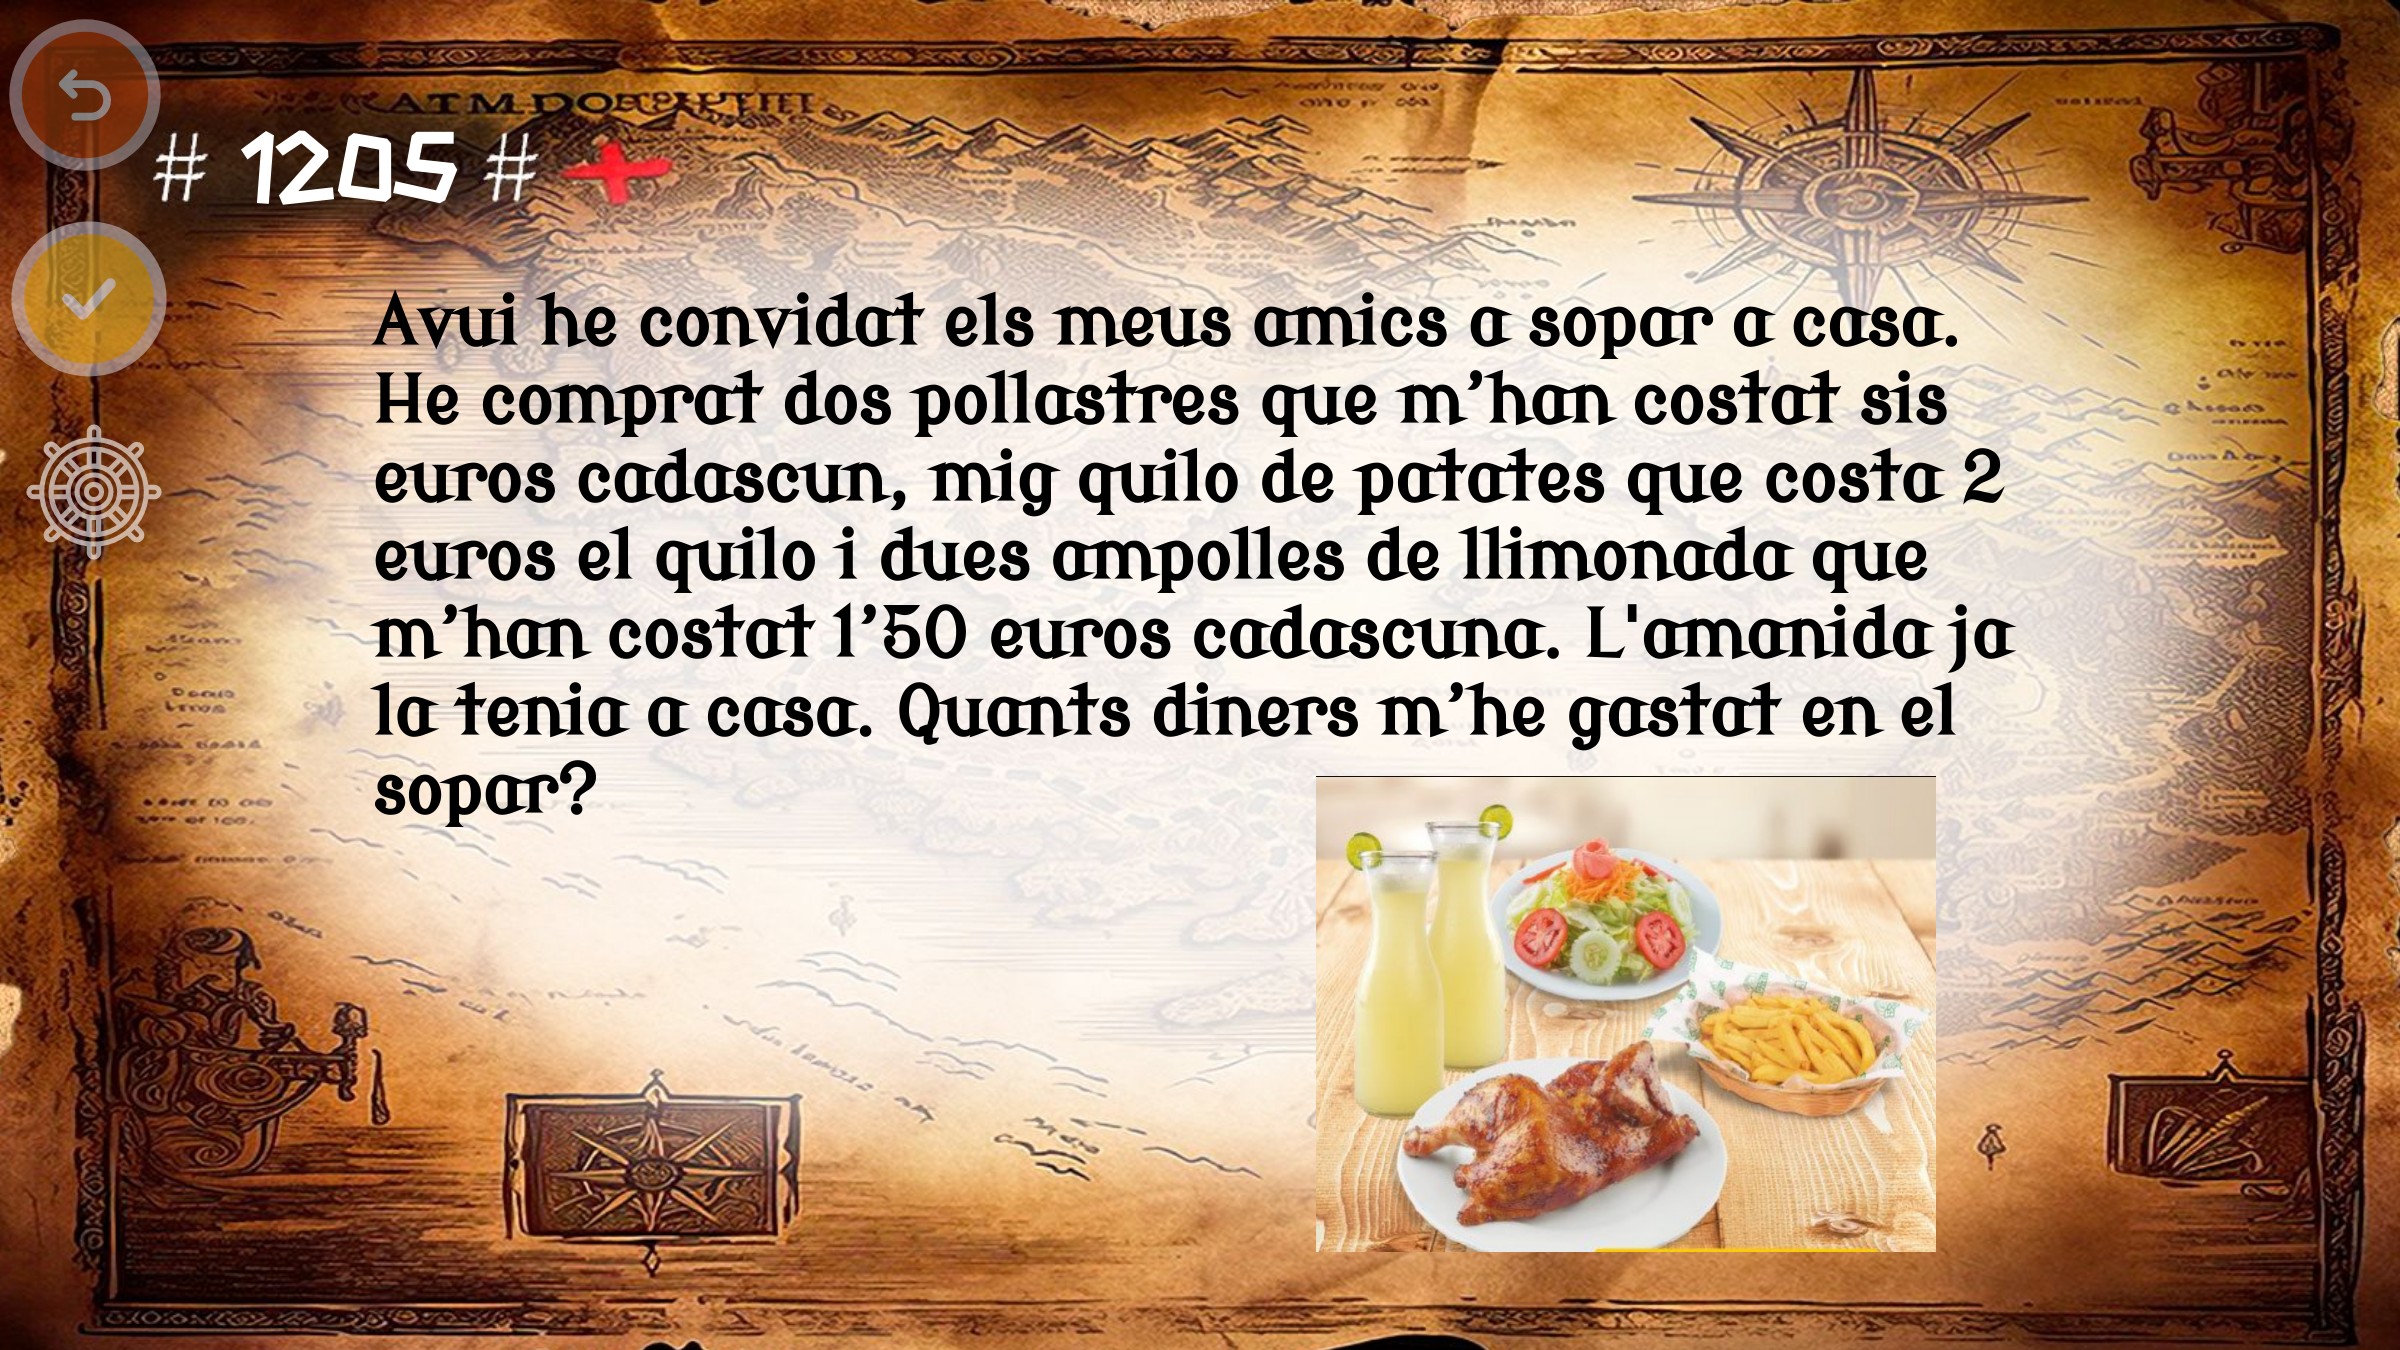 # 1205 #
Avui he convidat els meus amics a sopar a casa.
He comprat dos pollastres que m’han costat sis
euros cadascun, mig quilo de patates que costa 2
euros el quilo i dues ampolles de llimonada que
m’han costat 1’50 euros cadascuna. L'amanida ja
la tenia a casa. Quants diners m’he gastat en el
sopar?